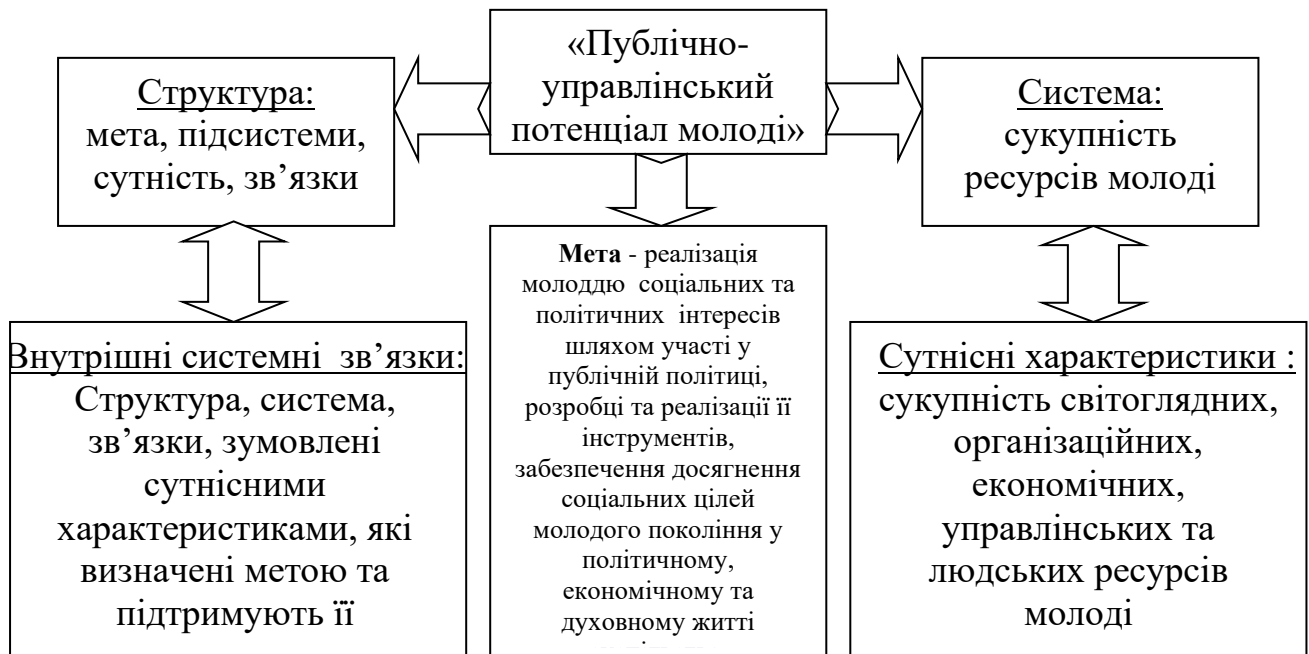 «Публічно-
управлінський
потенціал молоді»
Структура:
мета, підсистеми,
сутність, зв’язки
Система:
сукупність
ресурсів молоді
Внутрішні системні зв’язки:
Структура, система,
зв’язки, зумовлені
сутнісними
характеристиками, які
визначені метою та
підтримують її
Мета - реалізація
молоддю соціальних та
політичних інтересів
шляхом участі у
публічній політиці,
розробці та реалізації її
інструментів,
забезпечення досягнення
соціальних цілей
молодого покоління у
політичному,
економічному та
духовному житті
Сутнісні характеристики :
сукупність світоглядних,
організаційних,
економічних,
управлінських та
людських ресурсів
молоді